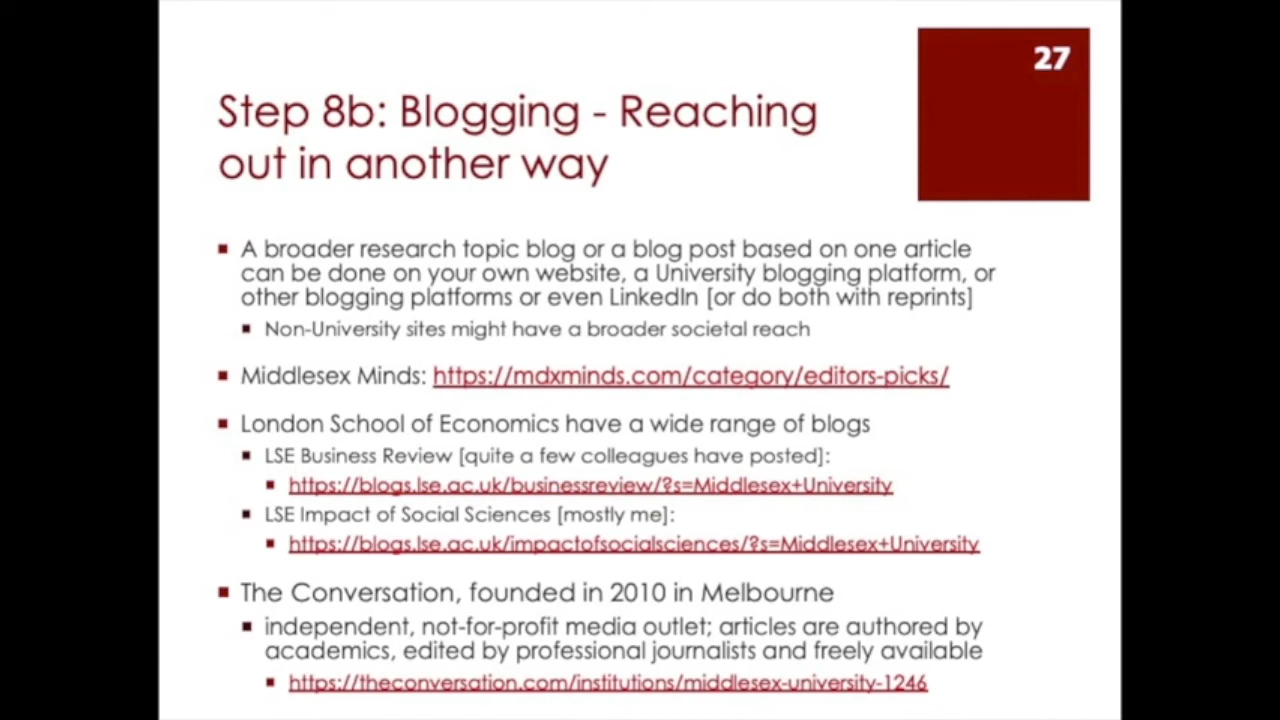 27
Step 8b: Blogging - Reaching
out in another way
A broader research topic blog or a blog post based on one article
can be done on your own website, a University blogging platform, or
other blogging platforms or even LinkedIn [or do both with reprints]
Non-University sites might have a broader societal reach
Middlesex Minds: https://mdxminds.com/category/editors-picks/
London School of Economics have a wide range of blogs
LSE Business Review [quite a few colleagues have posted]:
https://blogs.lse.ac.uk/businessreview/?s=Middlesex+University
LSE Impact of Social Sciences [mostly me]:
https://blogs.lse.ac.uk/impactofsocialsciences/?s=Middlesex+University
The Conversation, founded in 2010 in Melbourne
independent, not-for-profit media outlet; articles are authored by
academics, edited by professional journalists and freely available
https://theconversation.com/institutions/middlesex-university-1246